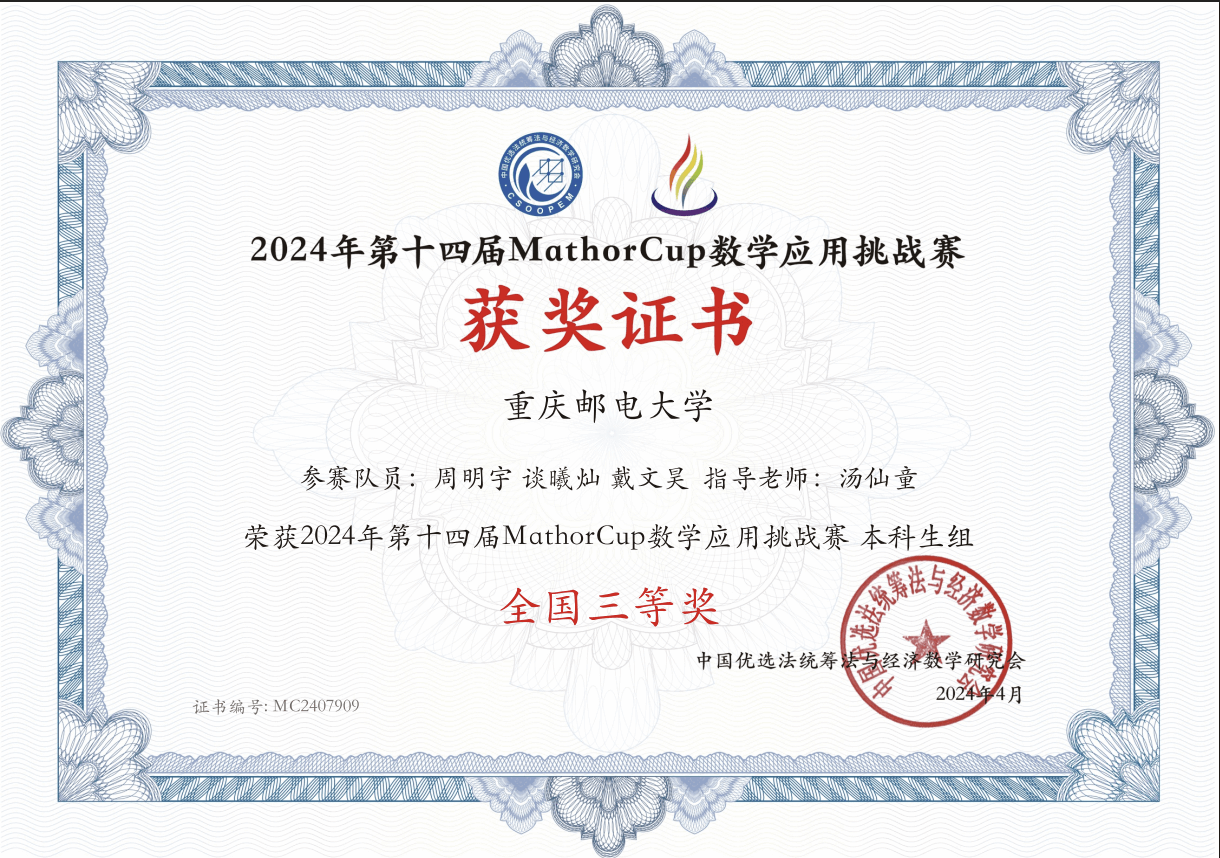 中国优选法统筹法与经济数学研究会
CSOOPEM
2024年第十四届MathorCup数学应用挑战赛
获奖证书
重庆邮电大学
参赛队员：周明宇 谈曦灿 戴文昊 指导老师：汤仙童
荣获2024年第十四届MathorCup数学应用挑战赛 本科生组
全国三等奖
中国优选法统筹法与经济数学研究会
中国优选法统筹法与经济数学研究会
2024年4月
证书编号: MC2407909